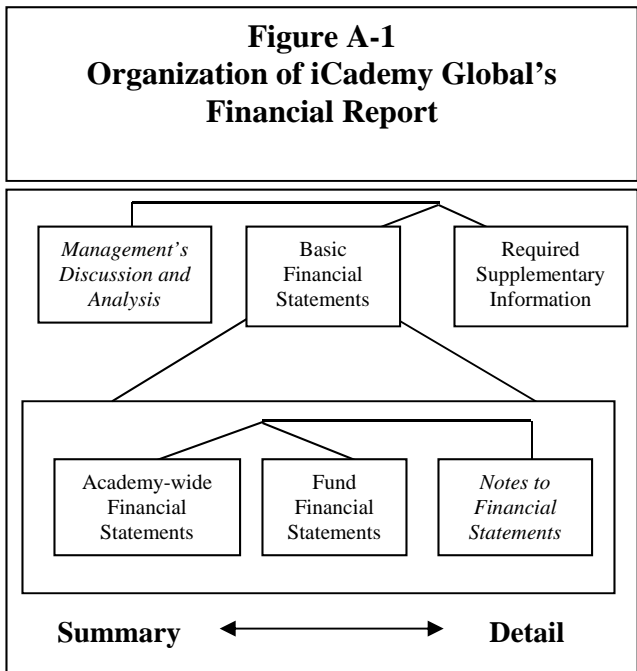 Figure A-1
Organization of iCademy Global's
Financial Report
Management's
Discussion and
Analysis
Basic
Financial
Statements
Required
Supplementary
Information
Academy-wide
Financial
Statements
Fund
Financial
Statements
Notes to
Financial
Statements
Summary
Detail